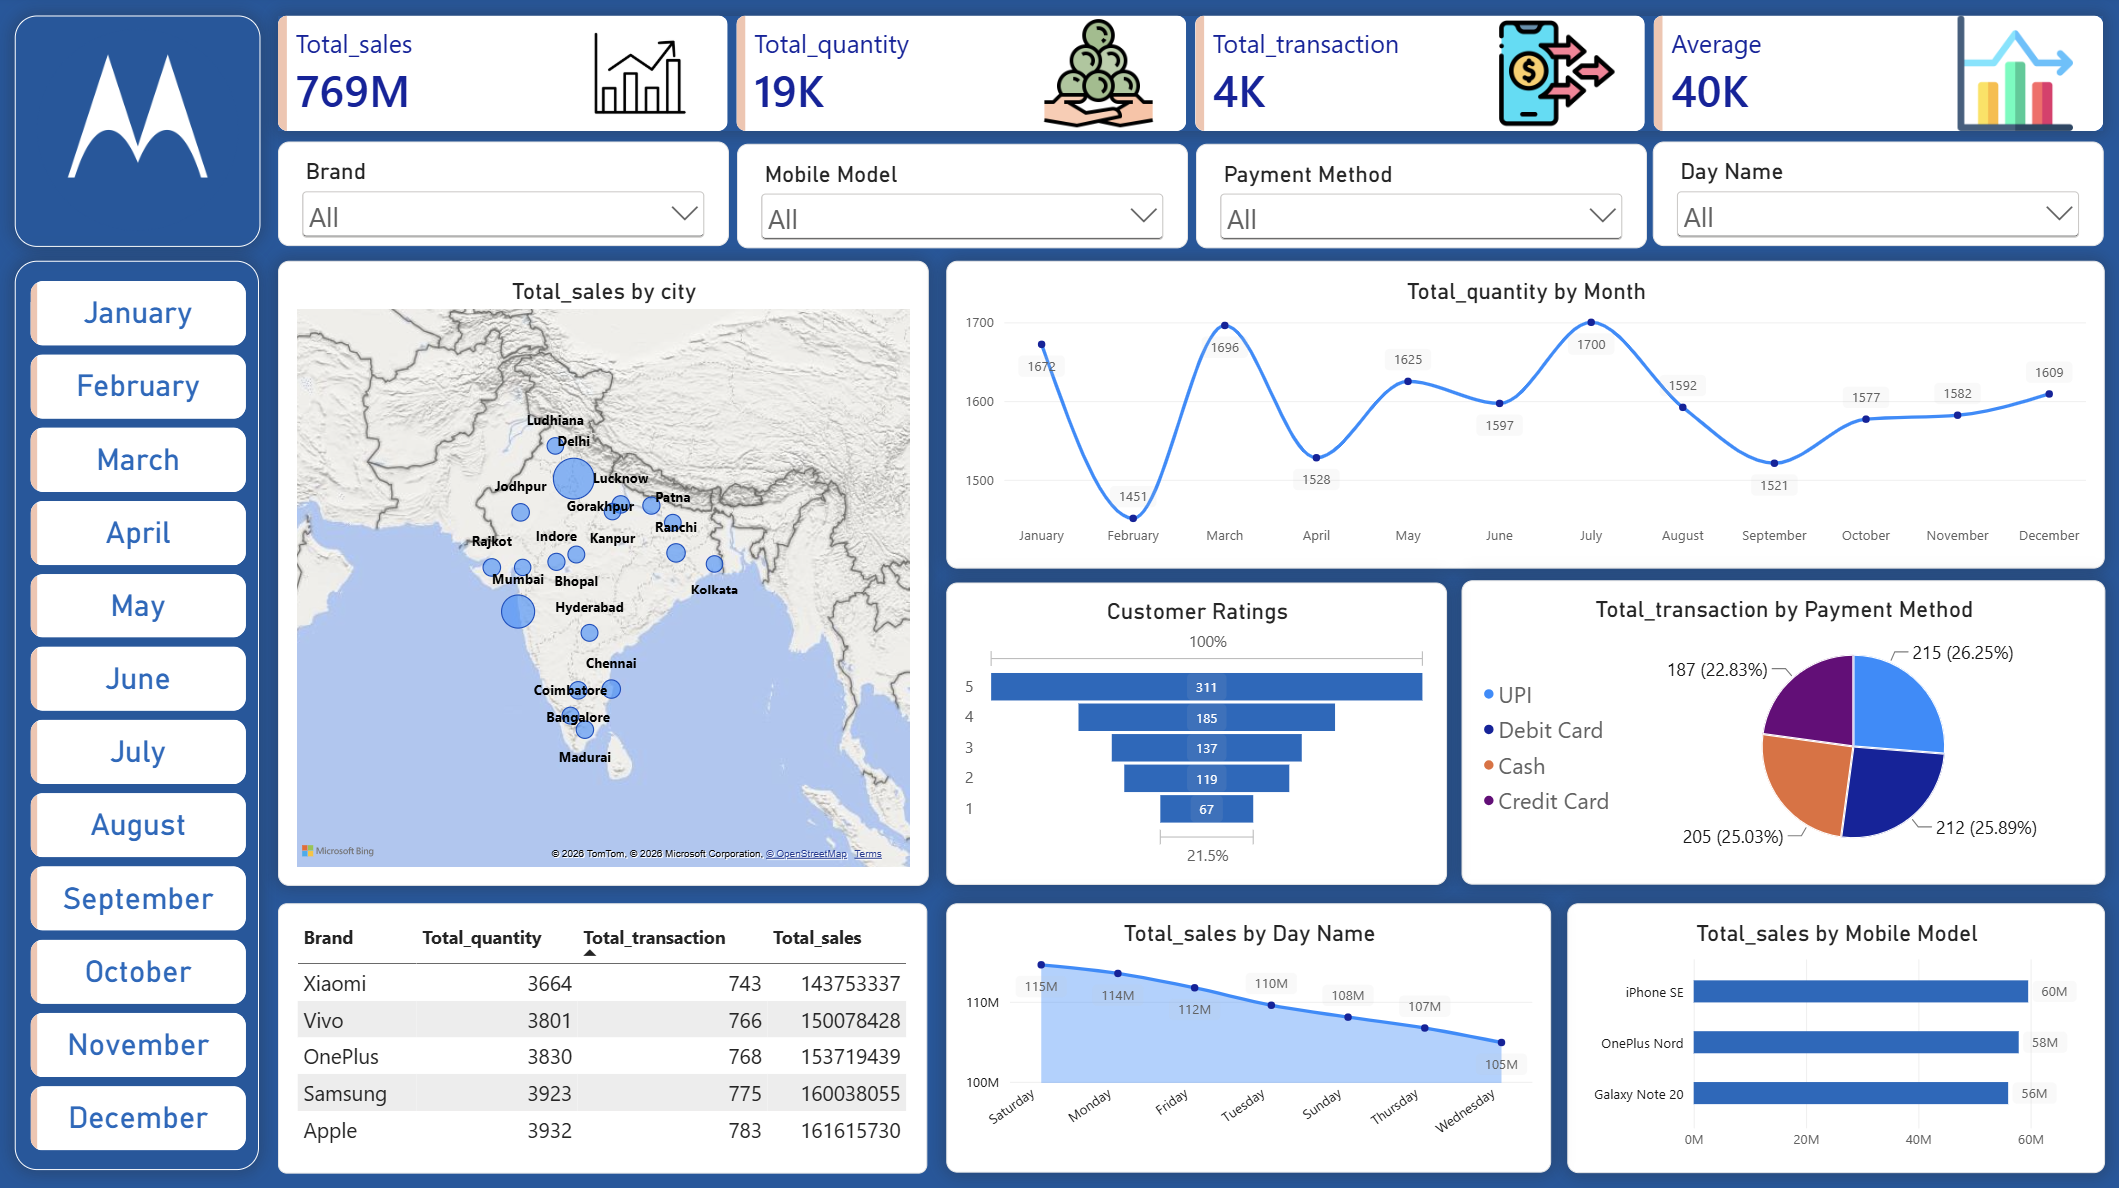 Total_sales
769M
Total_quantity
19K
Total_transaction
4K
Average
40K
Brand
All
Mobile Model
All
Payment Method
All
Day Name
All
January
February
March
April
May
June
July
August
September
October
November
December
Total_sales by city
Ludhiana
Delhi
Lucknow
Jodhpur
Patna
Gorakhpur
Ranchi
Indore
Kanpur
Rajkot
Mumbai
Bhopal
Kolkata
Hyderabad
Chennai
Coimbatore
Bangalore
Madurai
Microsoft Bing
© 2026 TomTom, © 2026 Microsoft Corporation, © OpenStreetMap Terms
Total_quantity by Month
1700
1600
1500
1672
1451
1696
1528
1625
1597
1700
1592
1521
1577
1582
1609
January February March April May June July August September October November December
Customer Ratings
100%
5 311
4 185
3 137
2 119
1 67
21.5%
Total_transaction by Payment Method
UPI
Debit Card
Cash
Credit Card
187 (22.83%)
215 (26.25%)
205 (25.03%)
212 (25.89%)
Brand Total_quantity Total_transaction Total_sales
Xiaomi 3664 743 143753337
Vivo 3801 766 150078428
OnePlus 3830 768 153719439
Samsung 3923 775 160038055
Apple 3932 783 161615730
Total_sales by Day Name
110M
100M
115M
114M
112M
110M
108M
107M
105M
Saturday Monday Friday Tuesday Sunday Thursday Wednesday
Total_sales by Mobile Model
iPhone SE 60M
OnePlus Nord 58M
Galaxy Note 20 56M
0M 20M 40M 60M